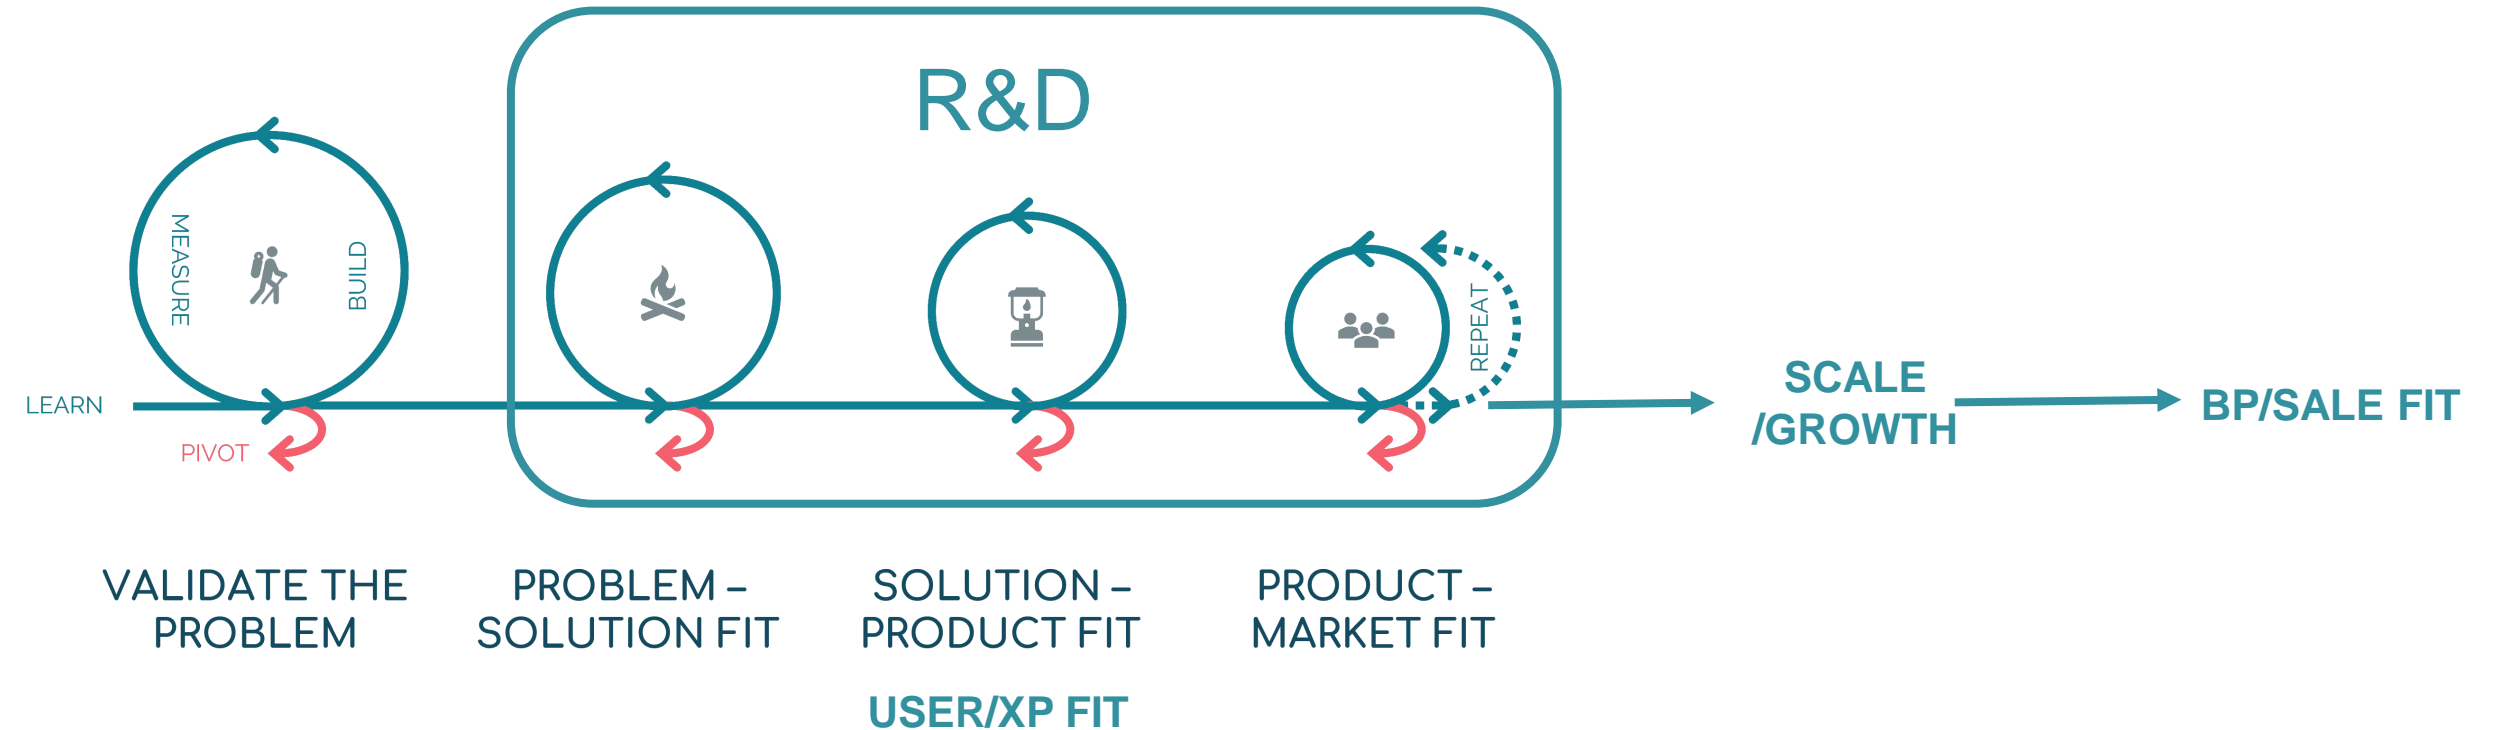 R&D
MEASURE
BUILD
REPEAT
LEARN
PIVOT
SCALE
/GROWTH
BP/SCALE FIT
VALIDATE THE
PROBLEM
PROBLEM -
SOLUTION FIT
SOLUTION -
PRODUCT FIT
USER/XP FIT
PRODUCT -
MARKET FIT